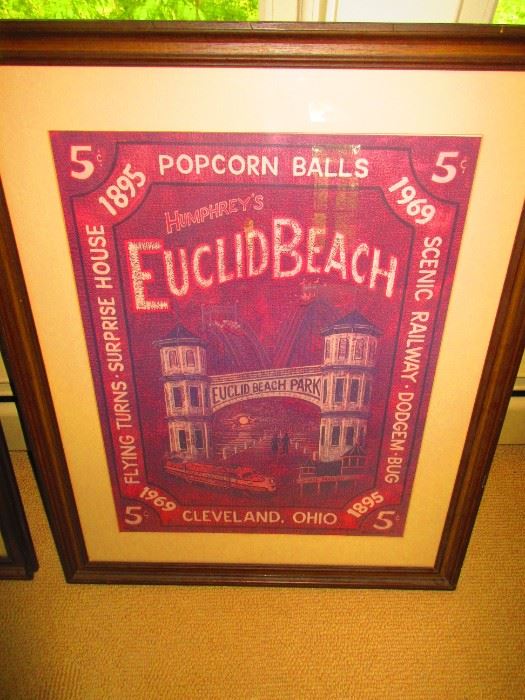 5¢ POPCORN BALLS 5¢
1895 1969
HUMPHREY'S
EUCLID BEACH
FLYING TURNS · SURPRISE HOUSE
SCENIC RAILWAY · DODGEM · BUG
EUCLID BEACH PARK
1969 1895
5¢ CLEVELAND, OHIO 5¢